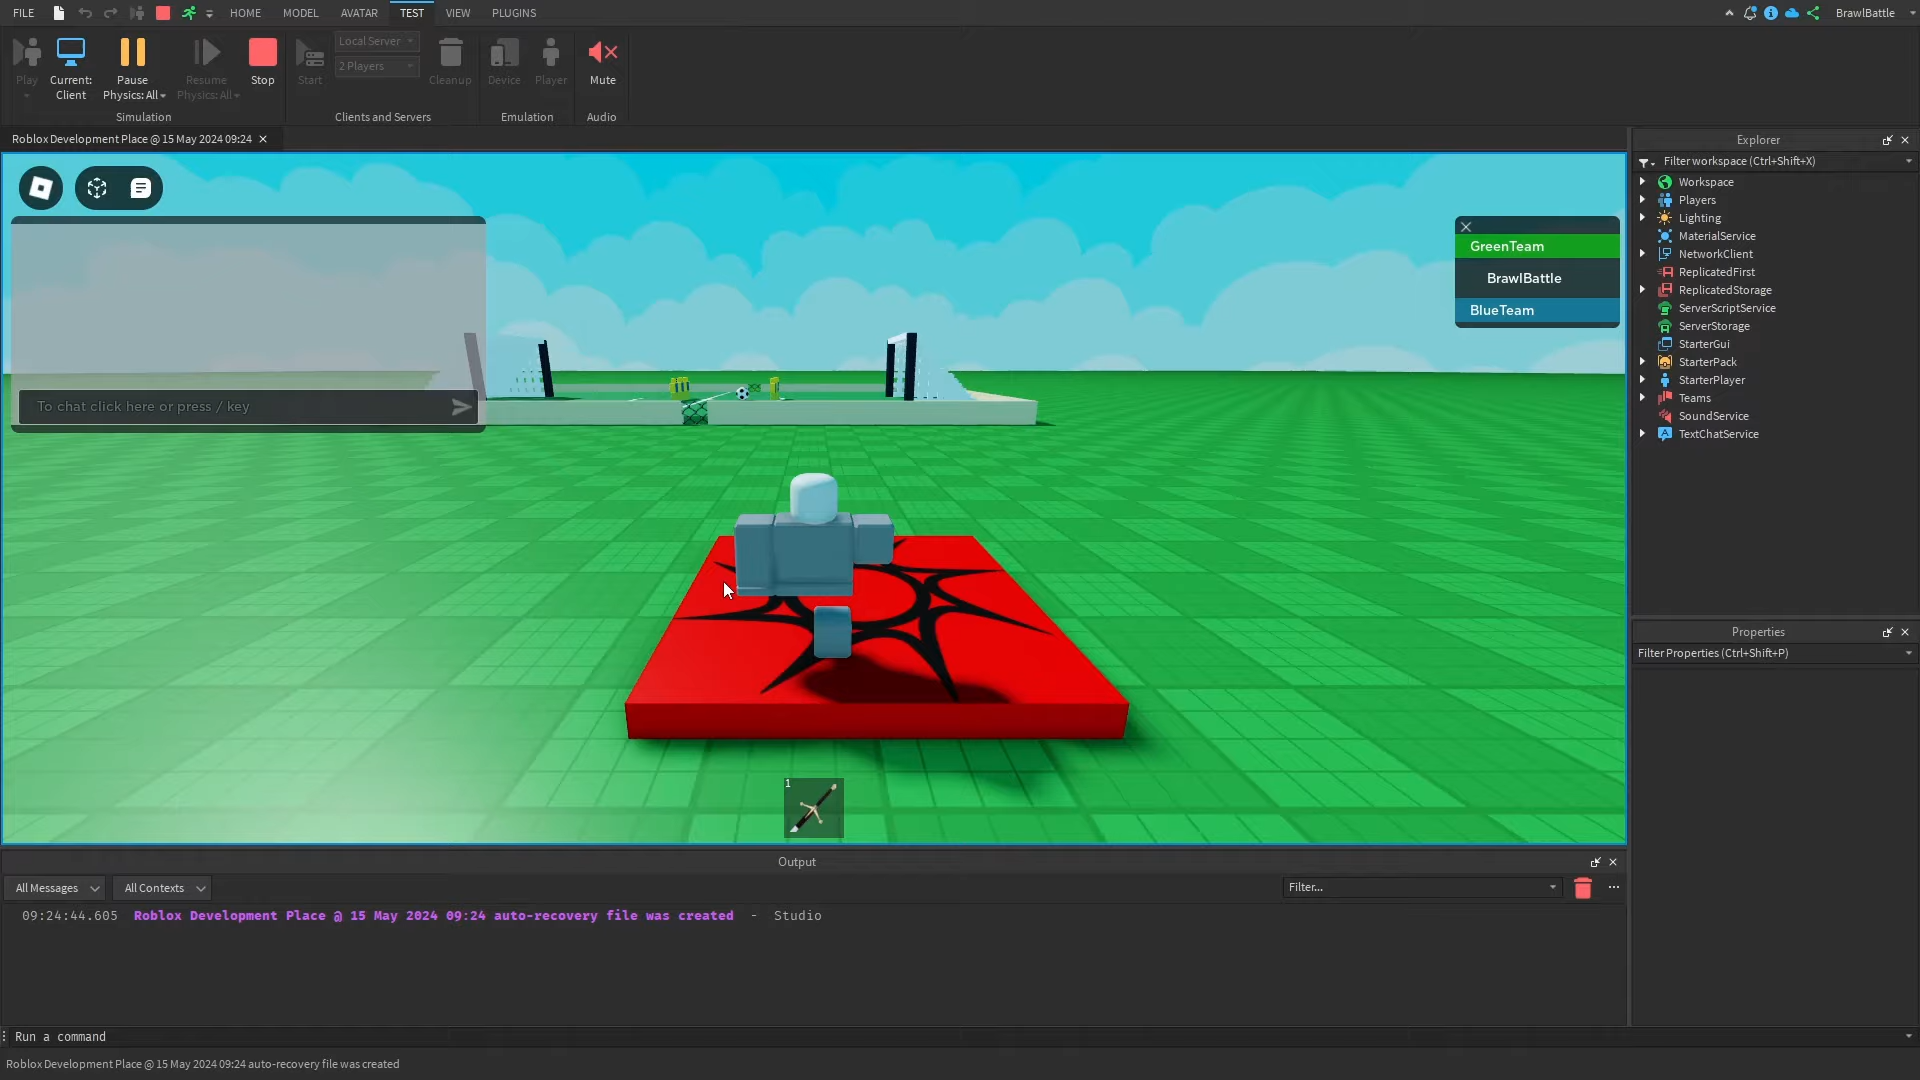 FILE HOME MODEL AVATAR TEST VIEW PLUGINS BrawlBattle
Play Current: Client Pause Physics: All Resume Physics: All Stop Start Local Server 2 Players Cleanup Device Player Mute
Simulation Clients and Servers Emulation Audio
Roblox Development Place @ 15 May 2024 09:24
To chat click here or press / key
GreenTeam
BrawlBattle
BlueTeam
1
Explorer
Filter workspace (Ctrl+Shift+X)
Workspace
Players
Lighting
MaterialService
NetworkClient
ReplicatedFirst
ReplicatedStorage
ServerScriptService
ServerStorage
StarterGui
StarterPack
StarterPlayer
Teams
SoundService
TextChatService
Properties
Filter Properties (Ctrl+Shift+P)
Output
All Messages All Contexts Filter...
09:24:44.605 Roblox Development Place @ 15 May 2024 09:24 auto-recovery file was created - Studio
Run a command
Roblox Development Place @ 15 May 2024 09:24 auto-recovery file was created